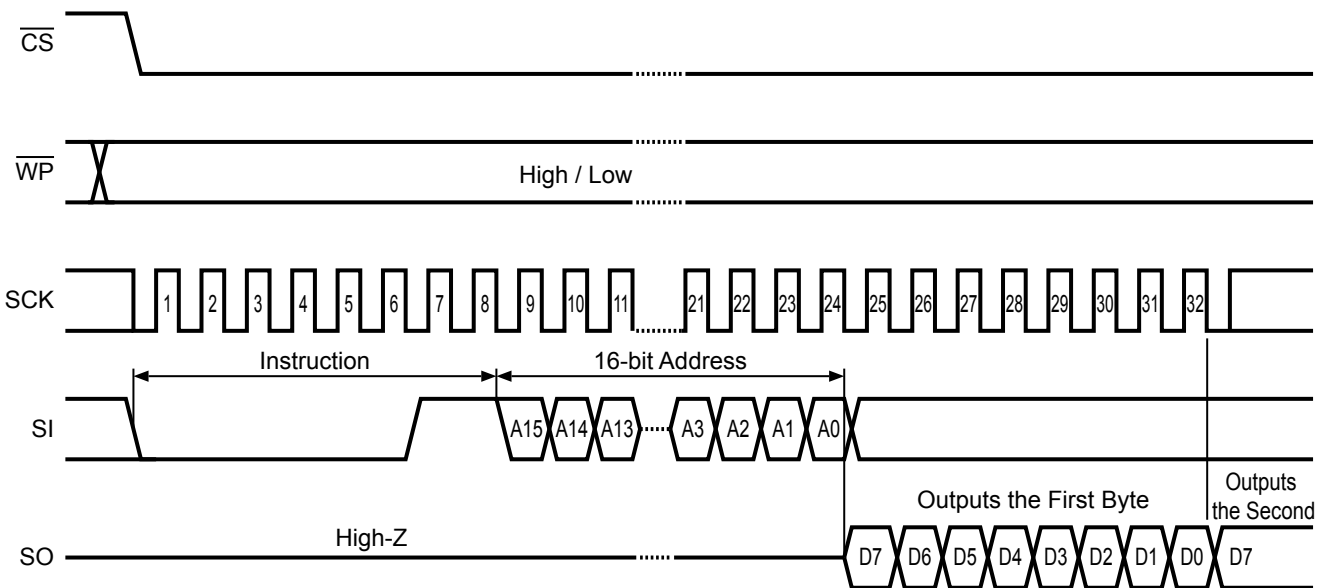 CS
WP
High / Low
SCK
1 2 3 4 5 6 7 8 9 10 11 21 22 23 24 25 26 27 28 29 30 31 32
Instruction
16-bit Address
SI
A15 A14 A13 A3 A2 A1 A0
Outputs the First Byte
Outputs
the Second
SO
High-Z
D7 D6 D5 D4 D3 D2 D1 D0 D7